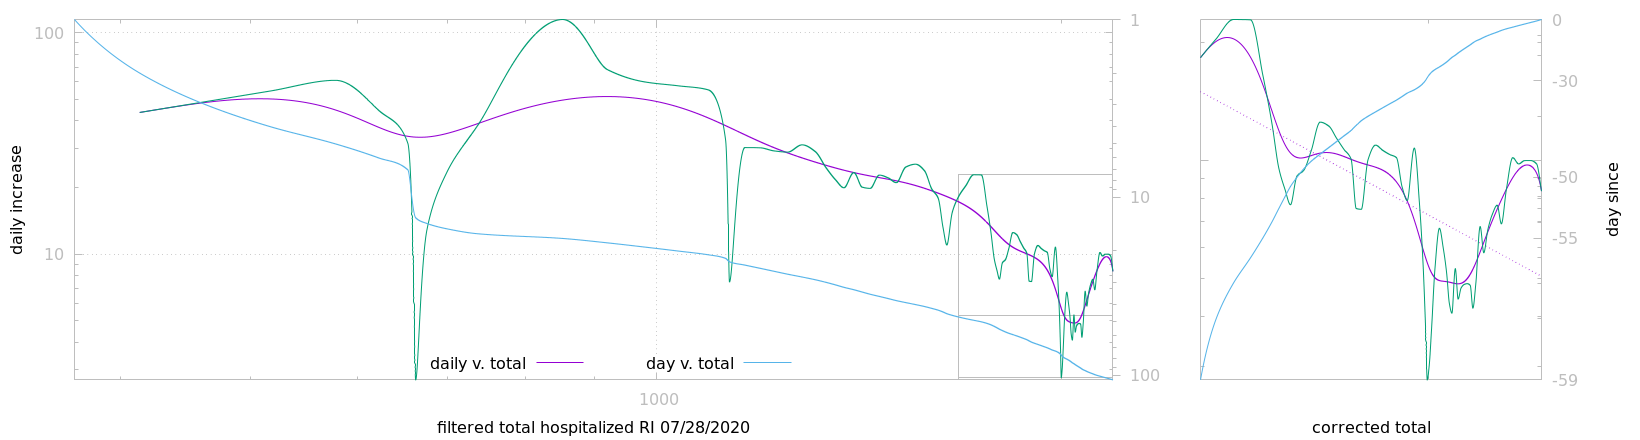 100
10
daily increase
daily v. total
day v. total
1000
filtered total hospitalized RI 07/28/2020
1
10
100
0
-30
-50
-55
-59
day since
corrected total